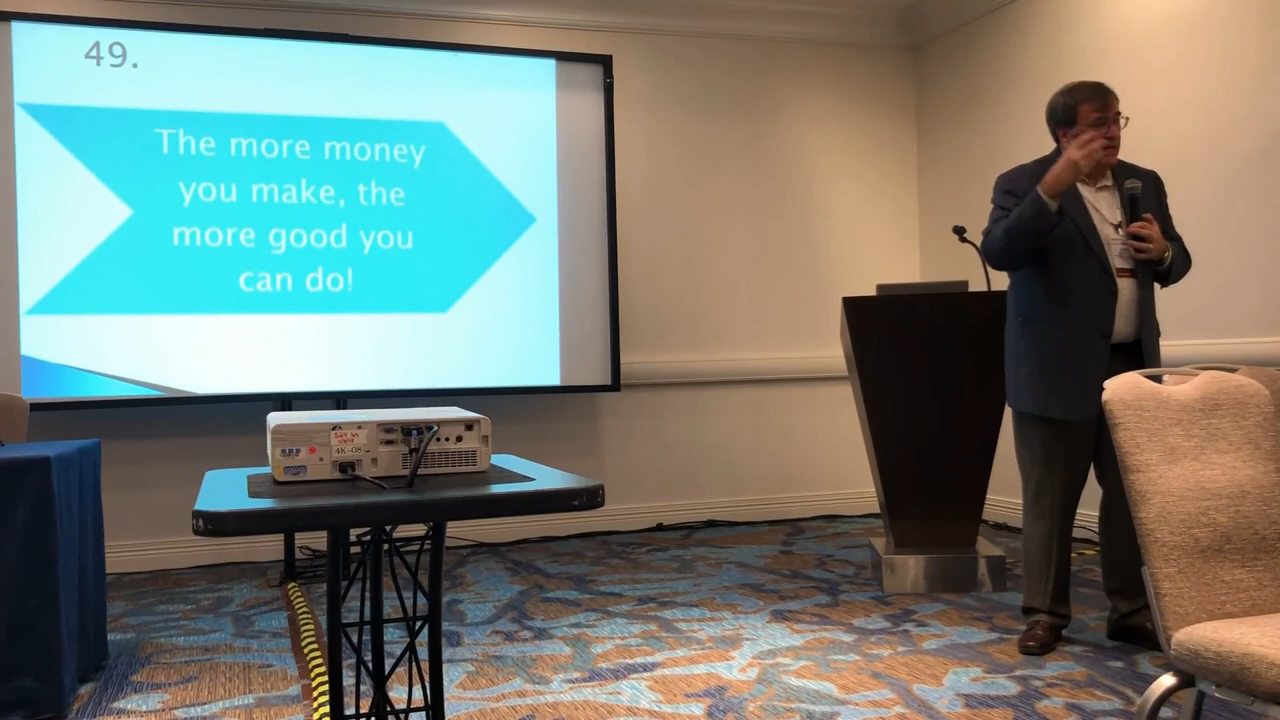 49.
The more money
you make, the
more good you
can do!
4K-08